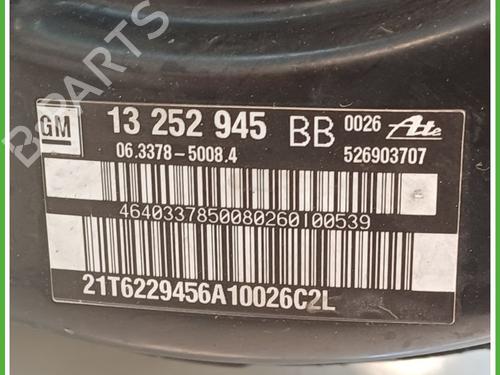 B PARTS
GM 13 252 945 BB 0026 Ate
06.3378-5008.4 526903707
4640337850080260100539
21T6229456A10026C2L